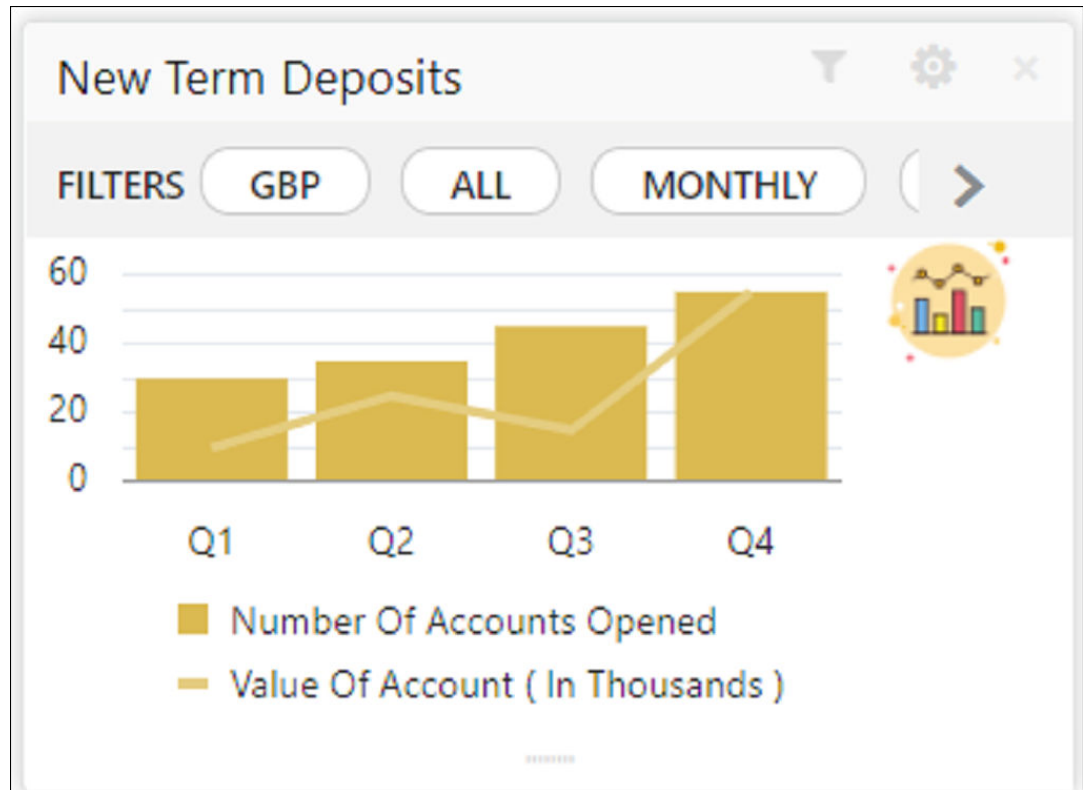 New Term Deposits
FILTERS GBP ALL MONTHLY
60
40
20
0
Q1 Q2 Q3 Q4
Number Of Accounts Opened
Value Of Account ( In Thousands )